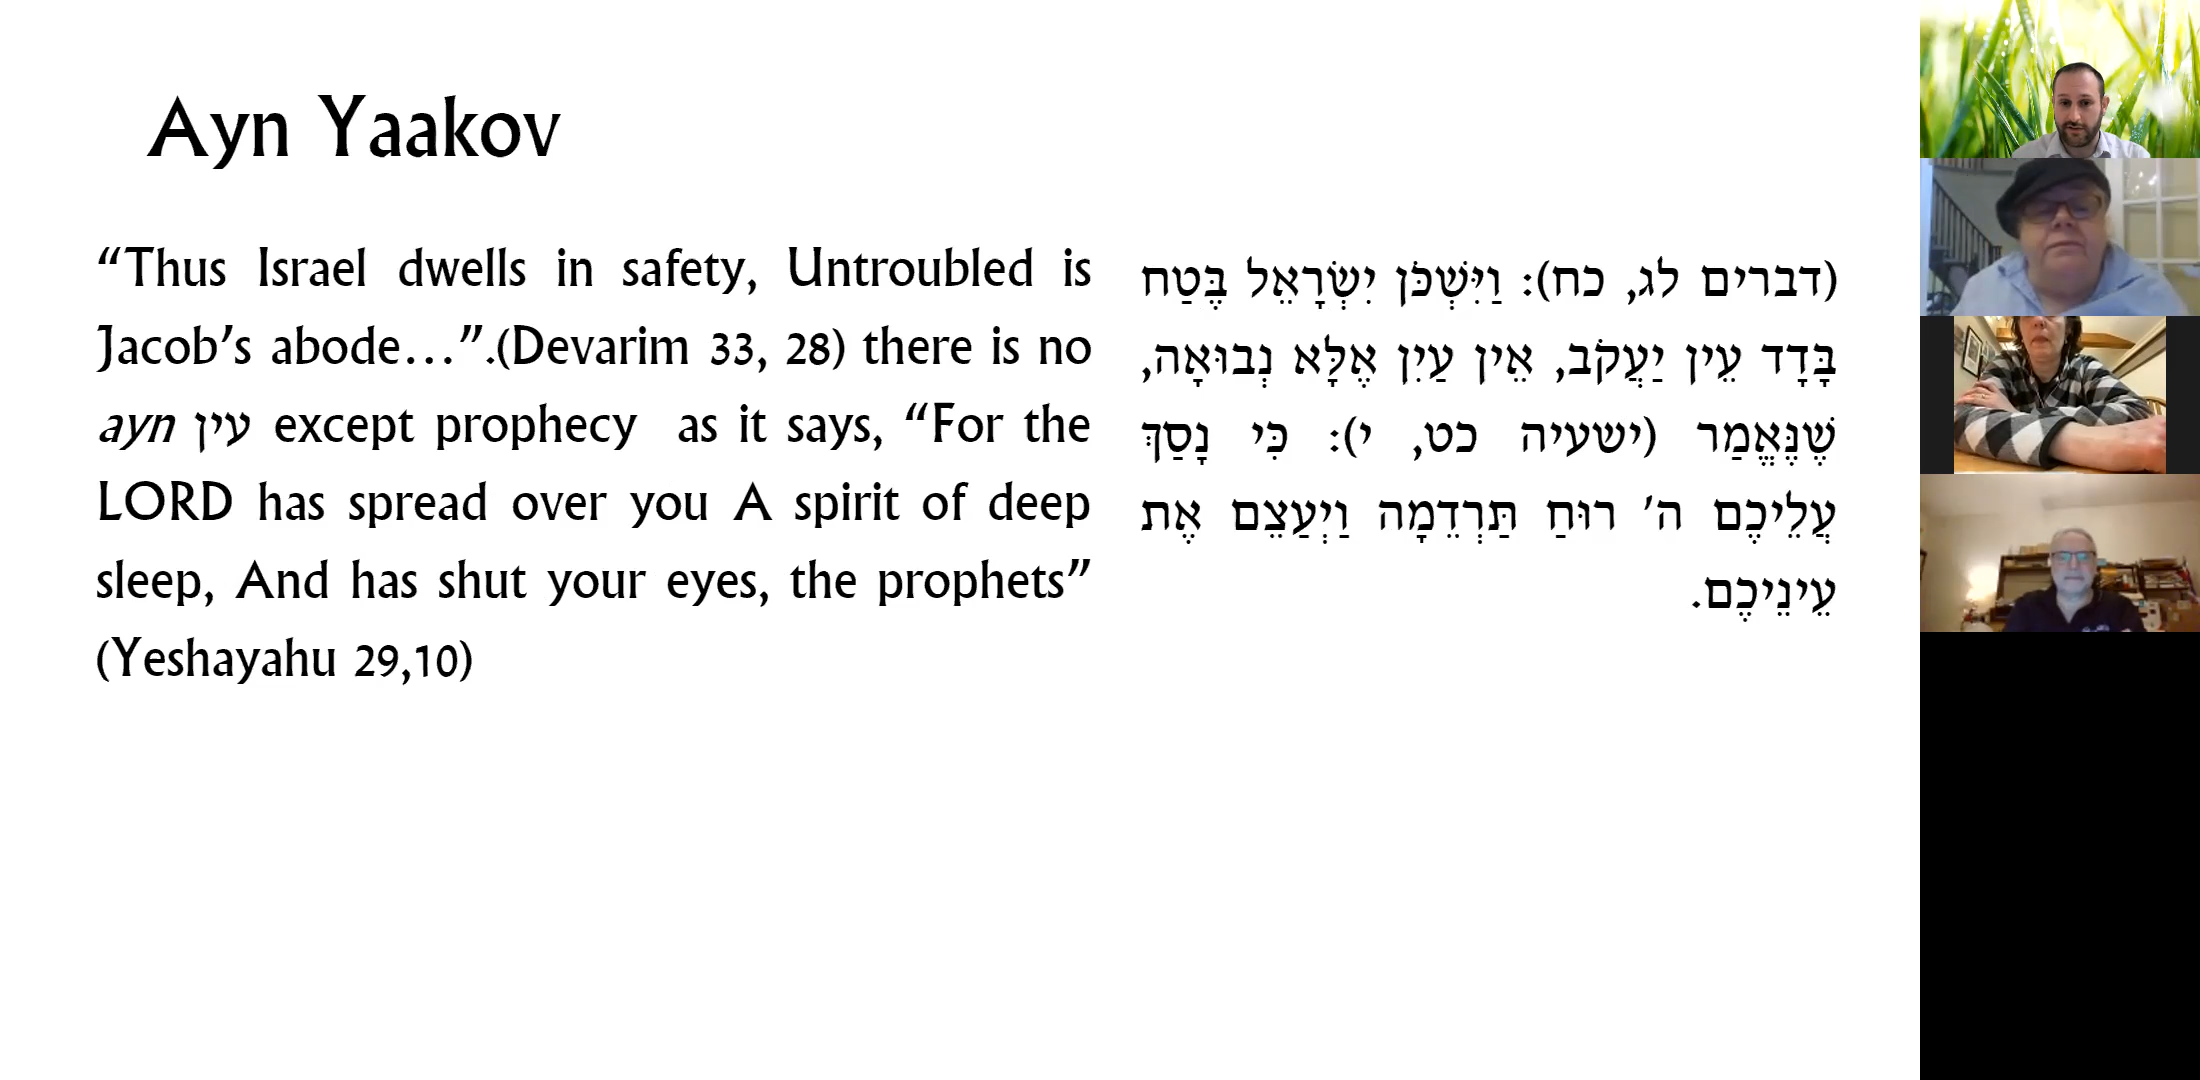 Ayn Yaakov
“Thus Israel dwells in safety, Untroubled is
Jacob’s abode…”.(Devarim 33, 28) there is no
ayn עין except prophecy as it says, “For the
LORD has spread over you A spirit of deep
sleep, And has shut your eyes, the prophets”
(Yeshayahu 29,10)
(דברים לג, כח): וַיִּשְׁכֹּן יִשְׂרָאֵל בֶּטַח
בָּדָד עֵין יַעֲקֹב, אֵין עַיִן אֶלָּא נְבוּאָה,
שֶׁנֶּאֱמַר (ישעיה כט, י): כִּי נָסַךְ
עֲלֵיכֶם ה׳ רוּחַ תַּרְדֵמָה וַיְעַצֵם אֶת
עֵינֵיכֶם.